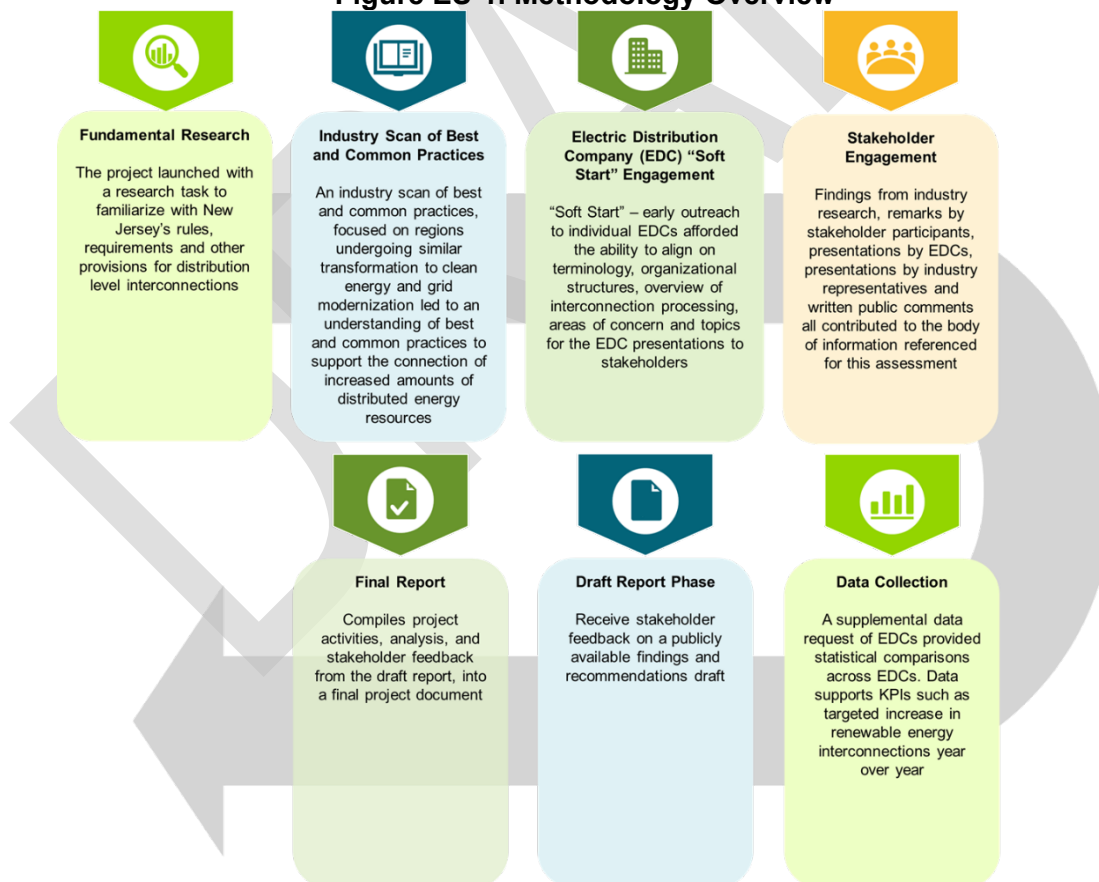 Figure ES-1: Methodology Overview
Fundamental Research
The project launched with
a research task to
familiarize with New
Jersey's rules,
requirements and other
provisions for distribution
level interconnections
Industry Scan of Best
and Common Practices
An industry scan of best
and common practices,
focused on regions
undergoing similar
transformation to clean
energy and grid
modernization led to an
understanding of best
and common practices to
support the connection of
increased amounts of
distributed energy
resources
Electric Distribution
Company (EDC) “Soft
Start” Engagement
“Soft Start” – early outreach
to individual EDCs afforded
the ability to align on
terminology, organizational
structures, overview of
interconnection processing,
areas of concern and topics
for the EDC presentations to
stakeholders
Stakeholder
Engagement
Findings from industry
research, remarks by
stakeholder participants,
presentations by EDCs,
presentations by industry
representatives and
written public comments
all contributed to the body
of information referenced
for this assessment
Final Report
Compiles project
activities, analysis, and
stakeholder feedback
from the draft report, into
a final project document
Draft Report Phase
Receive stakeholder
feedback on a publicly
available findings and
recommendations draft
Data Collection
A supplemental data
request of EDCs provided
statistical comparisons
across EDCs. Data
supports KPIs such as
targeted increase in
renewable energy
interconnections year
over year